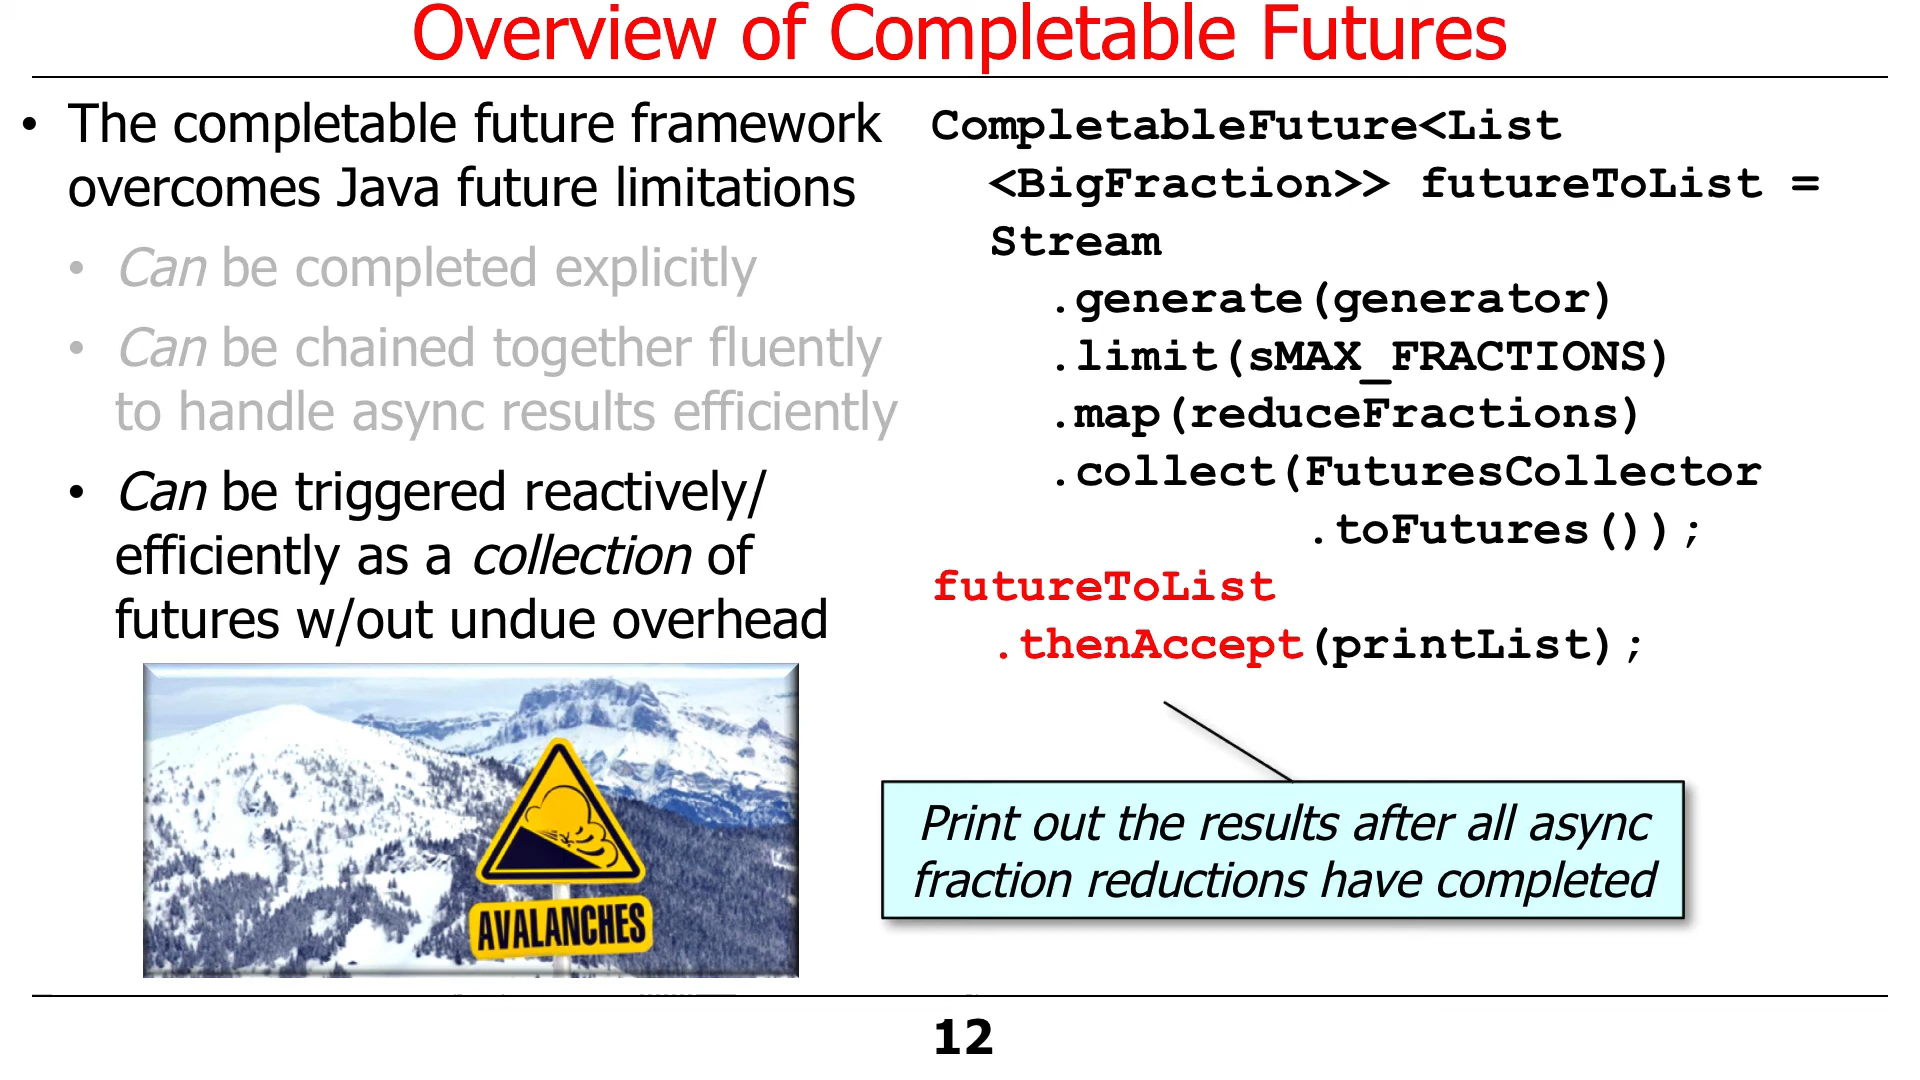 Overview of Completable Futures
• The completable future framework
overcomes Java future limitations
• Can be completed explicitly
• Can be chained together fluently
to handle async results efficiently
• Can be triggered reactively/
efficiently as a collection of
futures w/out undue overhead
AVALANCHES
CompletableFuture<List
<BigFraction>> futureToList =
Stream
.generate(generator)
.limit(sMAX_FRACTIONS)
.map(reduceFractions)
.collect(FuturesCollector
.toFutures());
futureToList
.thenAccept(printList);
Print out the results after all async
fraction reductions have completed
12